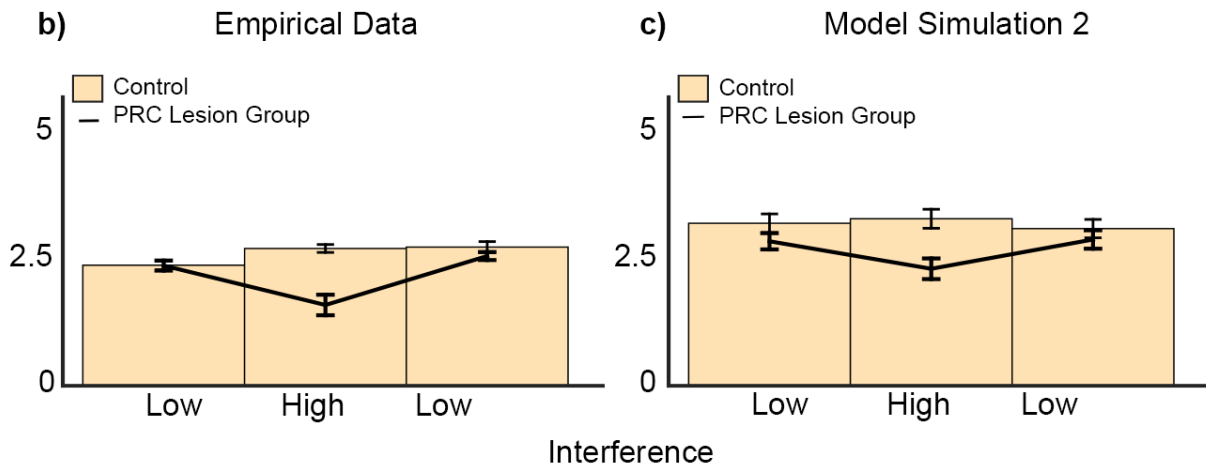 b) Empirical Data
Control
PRC Lesion Group
5
2.5
0
Low High Low
c) Model Simulation 2
Control
PRC Lesion Group
5
2.5
0
Low High Low
Interference